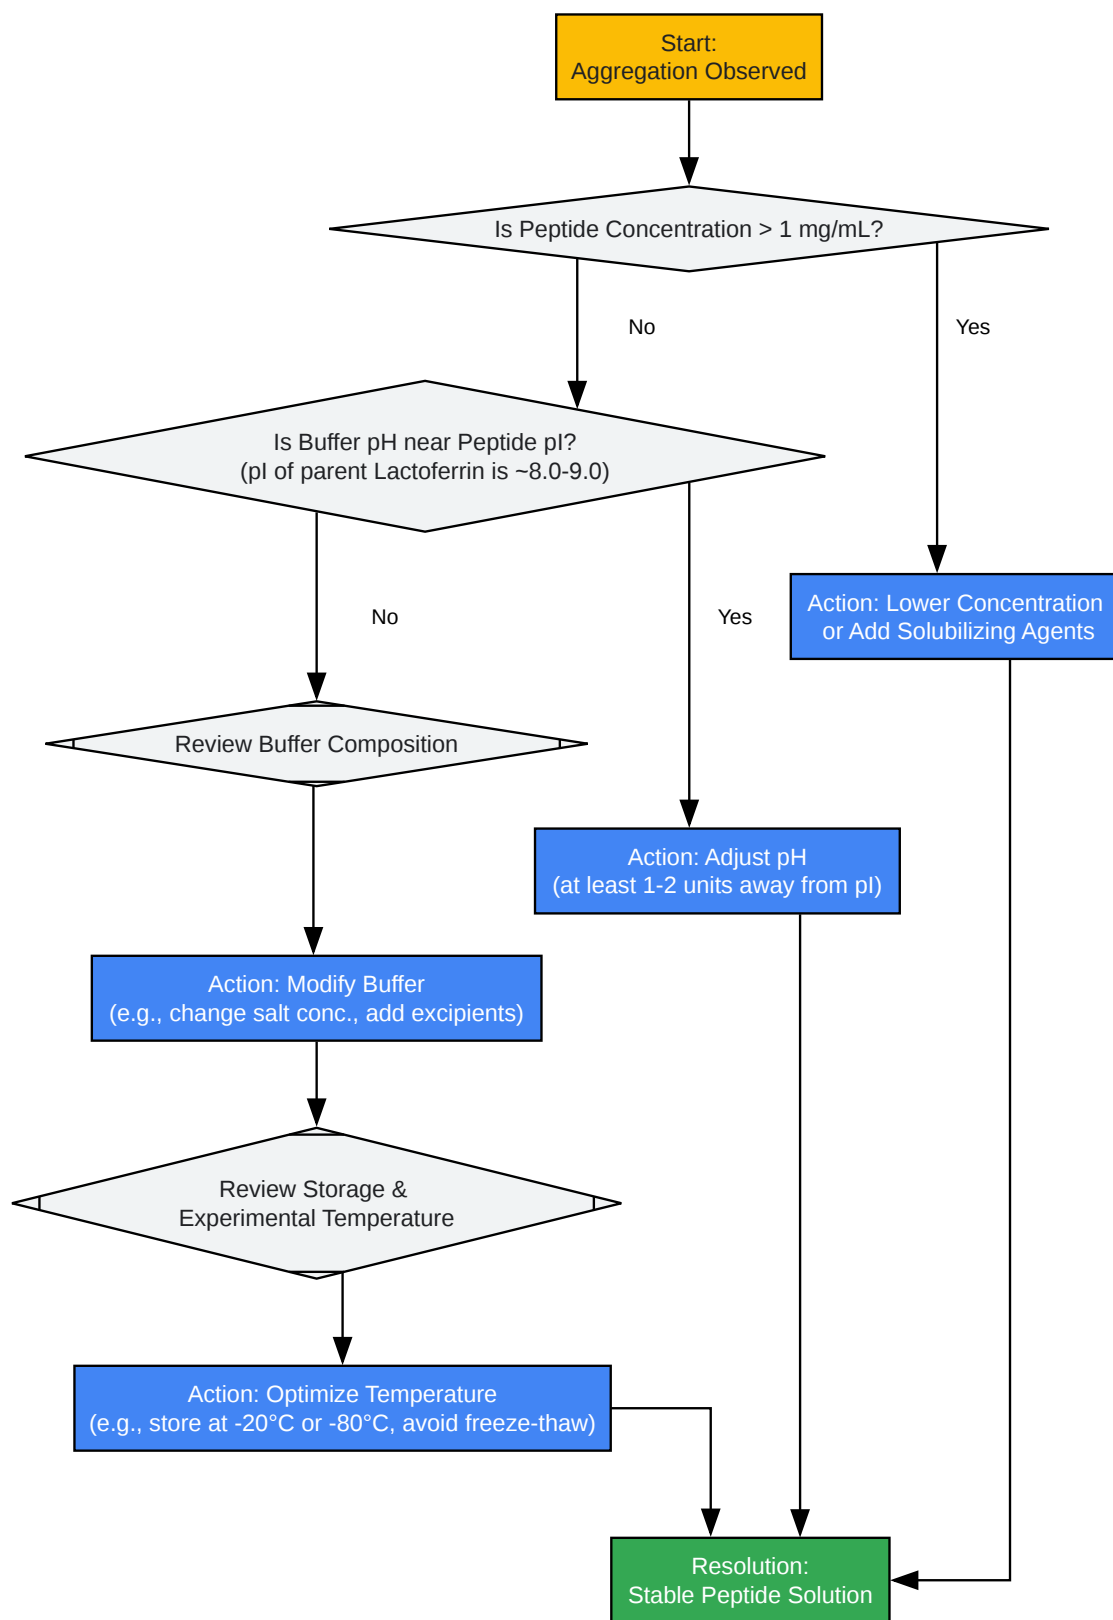 Start:
Aggregation Observed
Is Peptide Concentration > 1 mg/mL?
No
Yes
Is Buffer pH near Peptide pI?
(pI of parent Lactoferrin is ~8.0-9.0)
Action: Lower Concentration
or Add Solubilizing Agents
No
Yes
Review Buffer Composition
Action: Adjust pH
(at least 1-2 units away from pI)
Action: Modify Buffer
(e.g., change salt conc., add excipients)
Review Storage &
Experimental Temperature
Action: Optimize Temperature
(e.g., store at -20°C or -80°C, avoid freeze-thaw)
Resolution:
Stable Peptide Solution